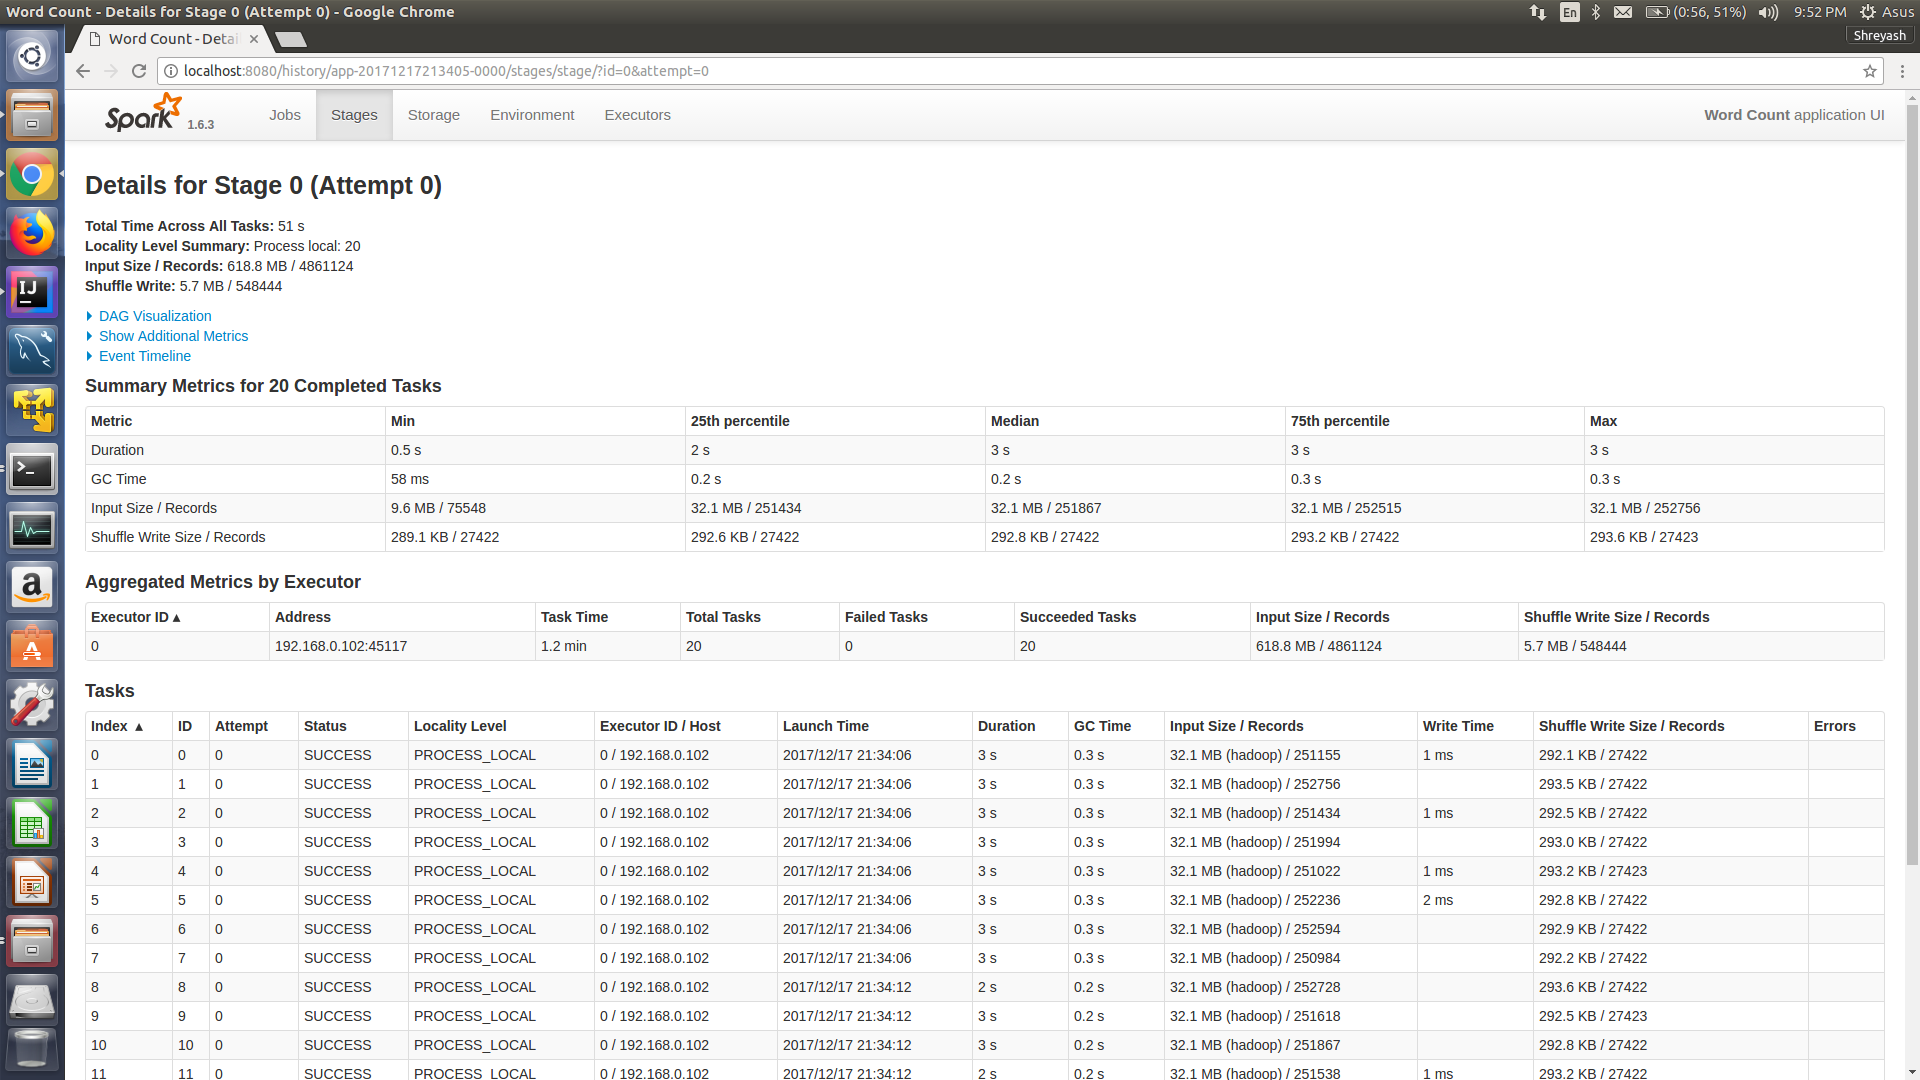 Word Count - Details for Stage 0 (Attempt 0) - Google Chrome En (0:56, 51%) 9:52 PM Asus
Word Count - Detai Shreyash
localhost:8080/history/app-20171217213405-0000/stages/stage/?id=0&attempt=0
Spark 1.6.3 Jobs Stages Storage Environment Executors Word Count application UI
Details for Stage 0 (Attempt 0)
Total Time Across All Tasks: 51 s
Locality Level Summary: Process local: 20
Input Size / Records: 618.8 MB / 4861124
Shuffle Write: 5.7 MB / 548444
DAG Visualization
Show Additional Metrics
Event Timeline
Summary Metrics for 20 Completed Tasks
Metric Min 25th percentile Median 75th percentile Max
Duration 0.5 s 2 s 3 s 3 s 3 s
GC Time 58 ms 0.2 s 0.2 s 0.3 s 0.3 s
Input Size / Records 9.6 MB / 75548 32.1 MB / 251434 32.1 MB / 251867 32.1 MB / 252515 32.1 MB / 252756
Shuffle Write Size / Records 289.1 KB / 27422 292.6 KB / 27422 292.8 KB / 27422 293.2 KB / 27422 293.6 KB / 27423
Aggregated Metrics by Executor
Executor ID ▴ Address Task Time Total Tasks Failed Tasks Succeeded Tasks Input Size / Records Shuffle Write Size / Records
0 192.168.0.102:45117 1.2 min 20 0 20 618.8 MB / 4861124 5.7 MB / 548444
Tasks
Index ▴ ID Attempt Status Locality Level Executor ID / Host Launch Time Duration GC Time Input Size / Records Write Time Shuffle Write Size / Records Errors
0 0 0 SUCCESS PROCESS_LOCAL 0 / 192.168.0.102 2017/12/17 21:34:06 3 s 0.3 s 32.1 MB (hadoop) / 251155 1 ms 292.1 KB / 27422
1 1 0 SUCCESS PROCESS_LOCAL 0 / 192.168.0.102 2017/12/17 21:34:06 3 s 0.3 s 32.1 MB (hadoop) / 252756 293.5 KB / 27422
2 2 0 SUCCESS PROCESS_LOCAL 0 / 192.168.0.102 2017/12/17 21:34:06 3 s 0.3 s 32.1 MB (hadoop) / 251434 1 ms 292.5 KB / 27422
3 3 0 SUCCESS PROCESS_LOCAL 0 / 192.168.0.102 2017/12/17 21:34:06 3 s 0.3 s 32.1 MB (hadoop) / 251994 293.0 KB / 27422
4 4 0 SUCCESS PROCESS_LOCAL 0 / 192.168.0.102 2017/12/17 21:34:06 3 s 0.3 s 32.1 MB (hadoop) / 251022 1 ms 293.2 KB / 27423
5 5 0 SUCCESS PROCESS_LOCAL 0 / 192.168.0.102 2017/12/17 21:34:06 3 s 0.3 s 32.1 MB (hadoop) / 252236 2 ms 292.8 KB / 27422
6 6 0 SUCCESS PROCESS_LOCAL 0 / 192.168.0.102 2017/12/17 21:34:06 3 s 0.3 s 32.1 MB (hadoop) / 252594 292.9 KB / 27422
7 7 0 SUCCESS PROCESS_LOCAL 0 / 192.168.0.102 2017/12/17 21:34:06 3 s 0.3 s 32.1 MB (hadoop) / 250984 292.2 KB / 27422
8 8 0 SUCCESS PROCESS_LOCAL 0 / 192.168.0.102 2017/12/17 21:34:12 2 s 0.2 s 32.1 MB (hadoop) / 252728 293.6 KB / 27422
9 9 0 SUCCESS PROCESS_LOCAL 0 / 192.168.0.102 2017/12/17 21:34:12 3 s 0.2 s 32.1 MB (hadoop) / 251618 292.5 KB / 27423
10 10 0 SUCCESS PROCESS_LOCAL 0 / 192.168.0.102 2017/12/17 21:34:12 3 s 0.2 s 32.1 MB (hadoop) / 251867 292.8 KB / 27422
11 11 0 SUCCESS PROCESS_LOCAL 0 / 192.168.0.102 2017/12/17 21:34:12 2 s 0.2 s 32.1 MB (hadoop) / 251538 1 ms 293.2 KB / 27422